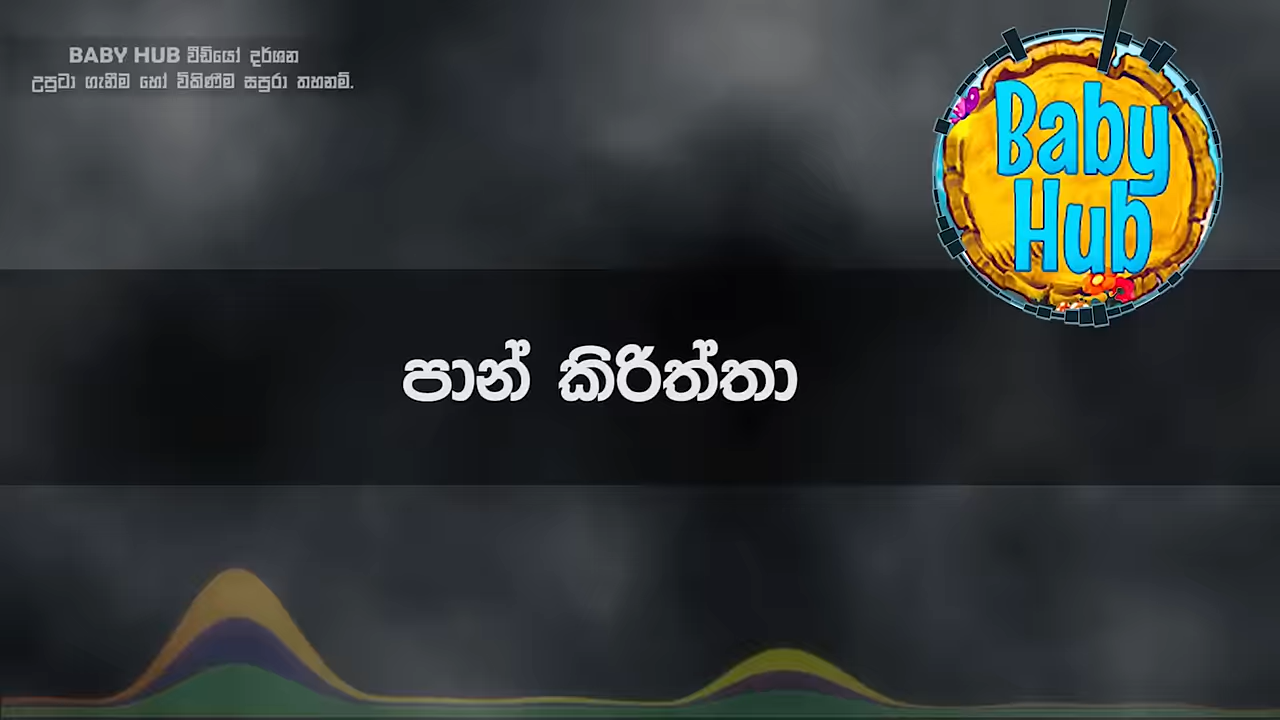 BABY HUB වීඩියෝ දර්ශන
උපුටා ගැනීම හෝ විකිණීම සපුරා තහනම්.
Baby
Hub
පාන් කිරිත්තා